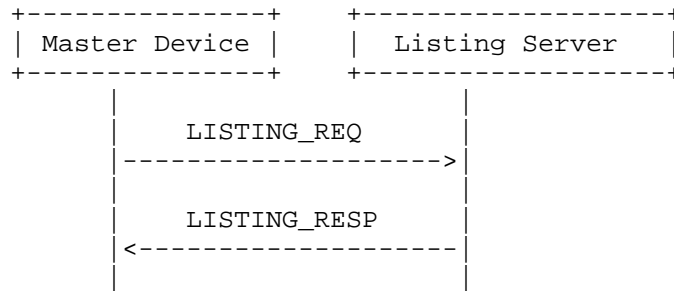 Master Device
Listing Server
LISTING_REQ
LISTING_RESP